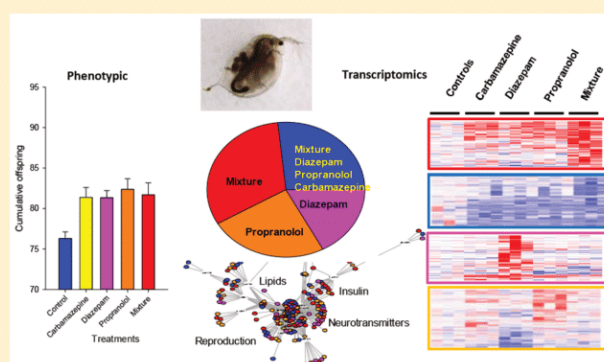 Phenotypic
Cumulative offspring
95
90
85
80
75
70
Control
Carbamazepine
Diazepam
Propranolol
Mixture
Treatments
Mixture
Mixture
Diazepam
Propranolol
Carbamazepine
Diazepam
Propranolol
Lipids
Insulin
Neurotransmitters
Reproduction
Transcriptomics
Controls
Carbamazepine
Diazepam
Propranolol
Mixture